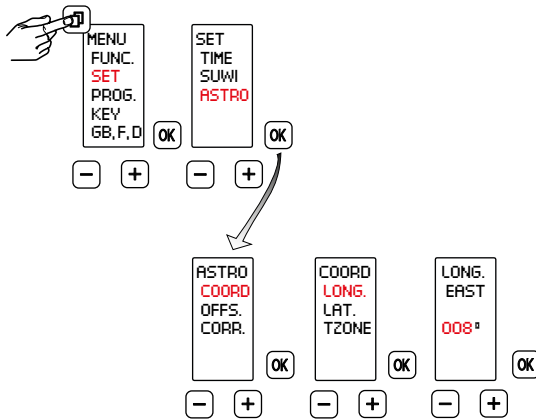 MENU
FUNC.
SET
PROG.
KEY
GB,F,D
OK
SET
TIME
SUWI
ASTRO
OK
−
+
−
+
ASTRO
COORD
OFFS.
CORR.
OK
COORD
LONG.
LAT.
TZONE
OK
LONG.
EAST
008°
OK
−
+
−
+
−
+